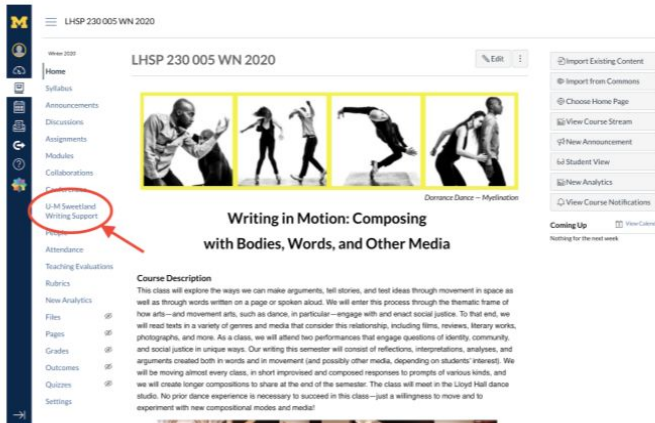 M
LHSP 230 005 WN 2020
Winter 2020
Home
Syllabus
Announcements
Discussions
Assignments
Modules
Collaborations
U-M Sweetland
Writing Support
People
Attendance
Teaching Evaluations
Rubrics
New Analytics
Files
Pages
Grades
Outcomes
Quizzes
Settings
LHSP 230 005 WN 2020
Edit
Dorrance Dance — Myelination
Writing in Motion: Composing
with Bodies, Words, and Other Media
Course Description
This class will explore the ways we can make arguments, tell stories, and test ideas through movement in space as
well as through words written on a page or spoken aloud. We will enter this process through the thematic frame of
how arts—and movement arts, such as dance, in particular—engage with and enact social justice. To that end, we
will read texts in a variety of genres and media that consider this relationship, including films, reviews, literary works,
photographs, and more. As a class, we will attend two performances that engage questions of identity, community,
and social justice in unique ways. Our writing this semester will consist of reflections, interpretations, analyses, and
arguments created both in words and in movement (and possibly other media, depending on students' interest). We
will be moving almost every class, in short improvised and composed responses to prompts of various kinds, and
we will create longer compositions to share at the end of the semester. The class will meet in the Lloyd Hall dance
studio. No prior dance experience is necessary to succeed in this class—just a willingness to move and to
experiment with new compositional modes and media!
Import Existing Content
Import from Commons
Choose Home Page
View Course Stream
New Announcement
Student View
New Analytics
View Course Notifications
Coming Up
View Calen
Nothing for the next week